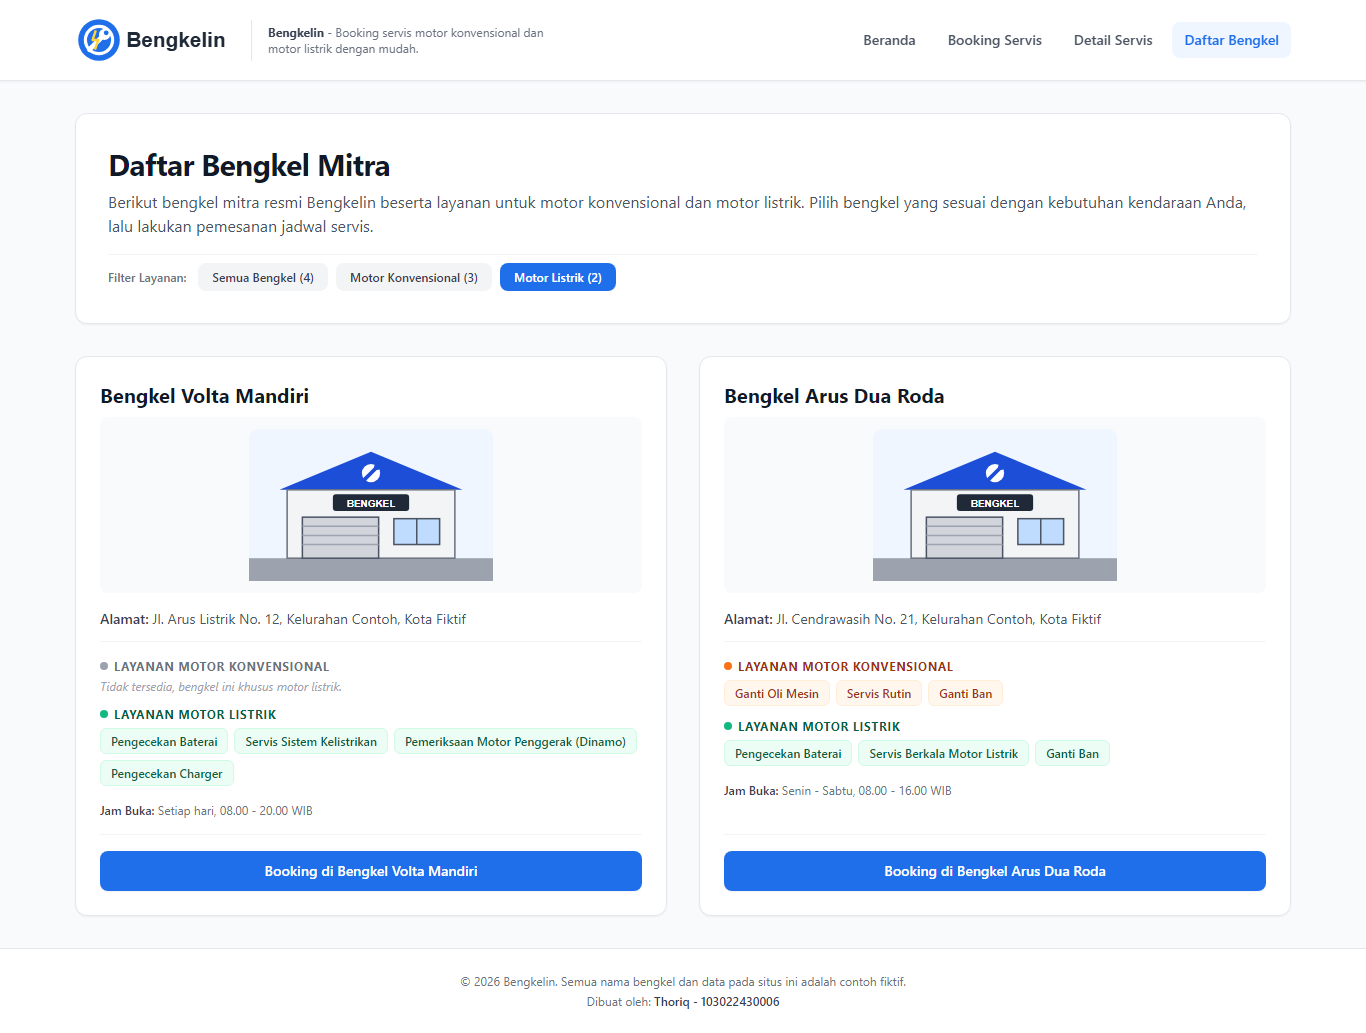 Bengkelin
Bengkelin - Booking servis motor konvensional dan
motor listrik dengan mudah.
Beranda
Booking Servis
Detail Servis
Daftar Bengkel
Daftar Bengkel Mitra
Berikut bengkel mitra resmi Bengkelin beserta layanan untuk motor konvensional dan motor listrik. Pilih bengkel yang sesuai dengan kebutuhan kendaraan Anda,
lalu lakukan pemesanan jadwal servis.
Filter Layanan:
Semua Bengkel (4)
Motor Konvensional (3)
Motor Listrik (2)
Bengkel Volta Mandiri
BENGKEL
Alamat: Jl. Arus Listrik No. 12, Kelurahan Contoh, Kota Fiktif
LAYANAN MOTOR KONVENSIONAL
Tidak tersedia, bengkel ini khusus motor listrik.
LAYANAN MOTOR LISTRIK
Pengecekan Baterai
Servis Sistem Kelistrikan
Pemeriksaan Motor Penggerak (Dinamo)
Pengecekan Charger
Jam Buka: Setiap hari, 08.00 - 20.00 WIB
Booking di Bengkel Volta Mandiri
Bengkel Arus Dua Roda
BENGKEL
Alamat: Jl. Cendrawasih No. 21, Kelurahan Contoh, Kota Fiktif
LAYANAN MOTOR KONVENSIONAL
Ganti Oli Mesin
Servis Rutin
Ganti Ban
LAYANAN MOTOR LISTRIK
Pengecekan Baterai
Servis Berkala Motor Listrik
Ganti Ban
Jam Buka: Senin - Sabtu, 08.00 - 16.00 WIB
Booking di Bengkel Arus Dua Roda
© 2026 Bengkelin. Semua nama bengkel dan data pada situs ini adalah contoh fiktif.
Dibuat oleh: Thoriq - 103022430006